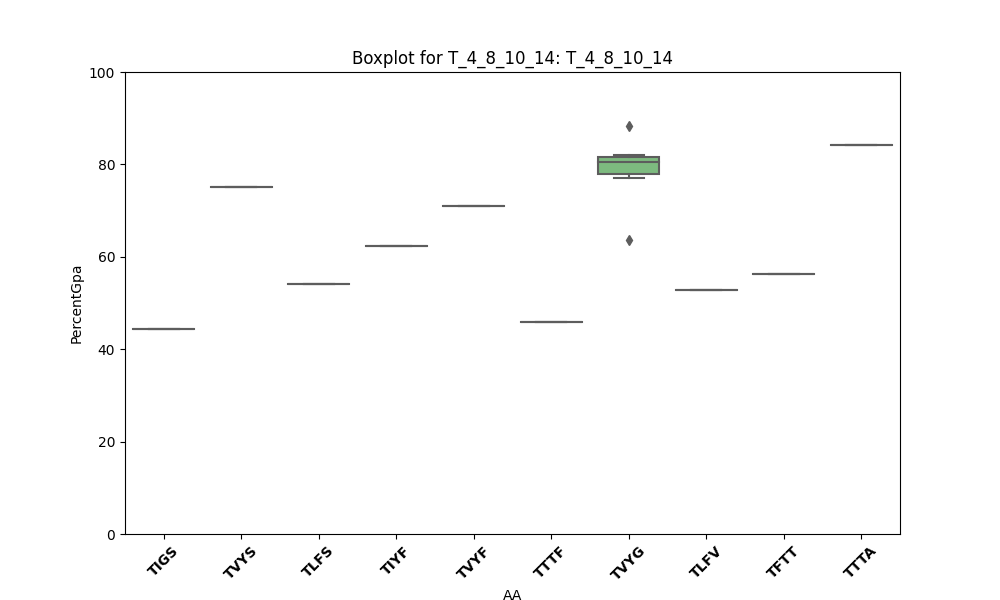 Boxplot for T_4_8_10_14: T_4_8_10_14
100
80
60
40
20
0
PercentGpa
TIGS
TVYS
TLFS
TIYF
TVYF
TTTF
TVYG
TLFV
TFTT
TTTA
AA